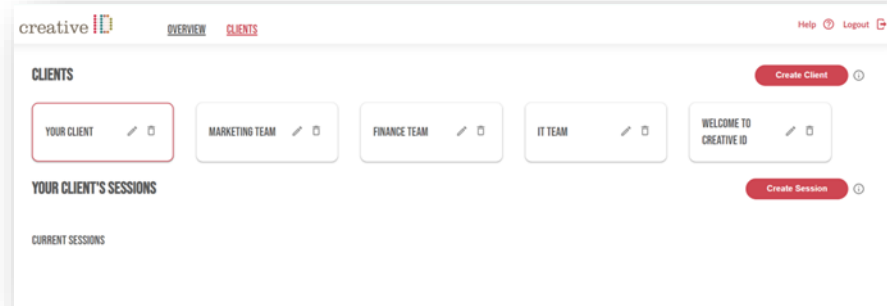 creative ID
OVERVIEW CLIENTS
Help Logout
CLIENTS
Create Client
YOUR CLIENT
MARKETING TEAM
FINANCE TEAM
IT TEAM
WELCOME TO
CREATIVE ID
YOUR CLIENT'S SESSIONS
Create Session
CURRENT SESSIONS